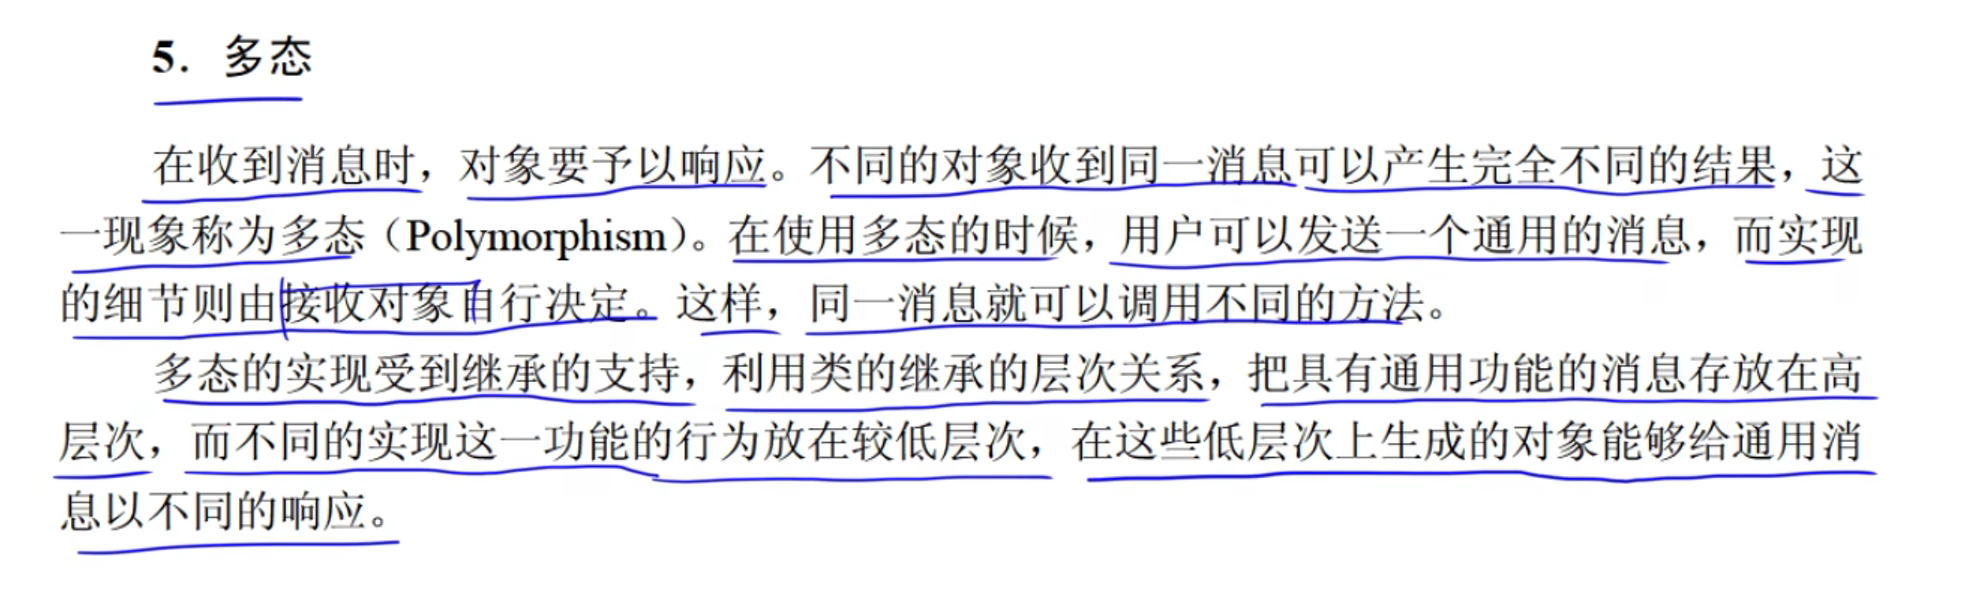 5. 多态
在收到消息时，对象要予以响应。不同的对象收到同一消息可以产生完全不同的结果，这
一现象称为多态（Polymorphism）。在使用多态的时候，用户可以发送一个通用的消息，而实现
的细节则由接收对象自行决定。这样，同一消息就可以调用不同的方法。
多态的实现受到继承的支持，利用类的继承的层次关系，把具有通用功能的消息存放在高
层次，而不同的实现这一功能的行为放在较低层次，在这些低层次上生成的对象能够给通用消
息以不同的响应。